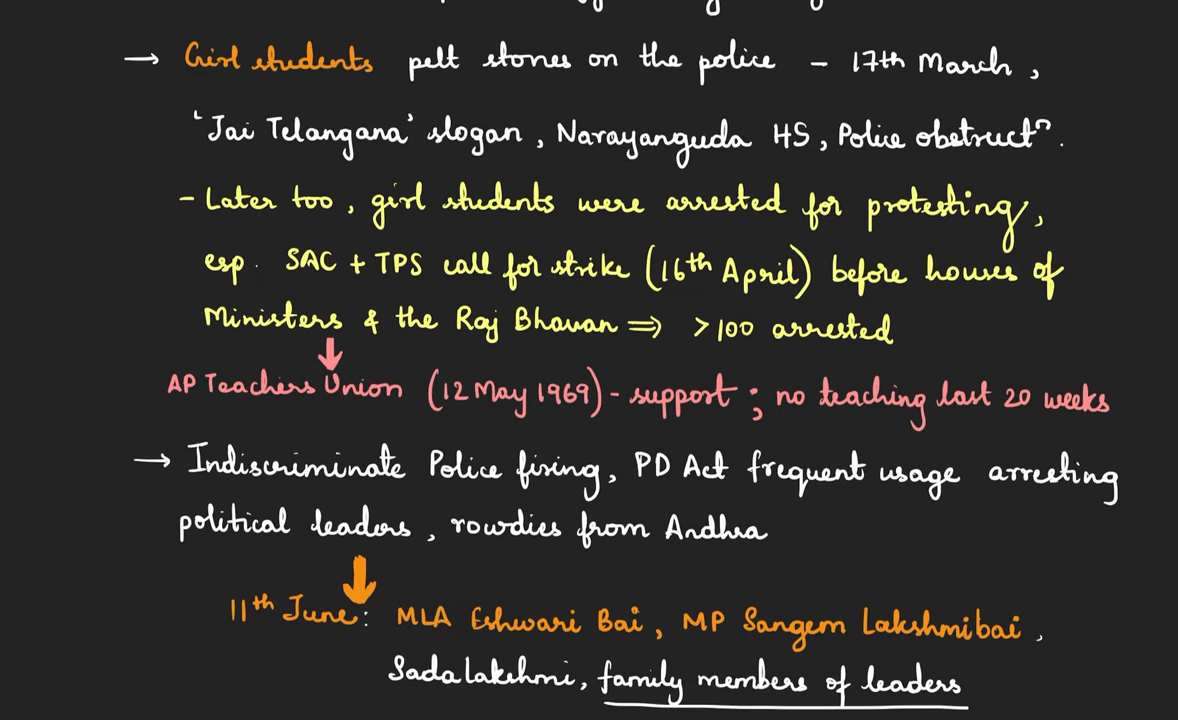 → Girl students pelt stones on the police - 17th March,
'Jai Telangana' slogan, Narayanguda HS, Police obstructⁿ.
- Later too, girl students were arrested for protesting,
esp. SAC + TPS call for strike (16th April) before houses of
Ministers & the Raj Bhavan ⇒ >100 arrested
↓
AP Teachers Union (12 May 1969) - support; no teaching last 20 weeks
→ Indiscriminate Police firing, PD Act frequent usage arresting
political leaders, rowdies from Andhra
↓
11th June: MLA Eshwari Bai, MP Sangem Lakshmibai,
Sadalakshmi, family members of leaders